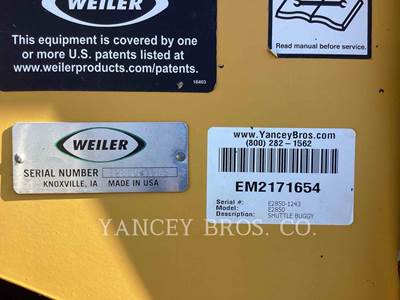 WEILER
This equipment is covered by one
or more U.S. patents listed at
www.weilerproducts.com/patents.
18403
Read manual before service.
WEILER
SERIAL NUMBER
KNOXVILLE, IA MADE IN USA
www.YanceyBros.com
(800) 282-1562
EM2171654
Serial #: E2850-1243
Model: E2850
Description: SHUTTLE BUGGY
YANCEY BROS. CO.